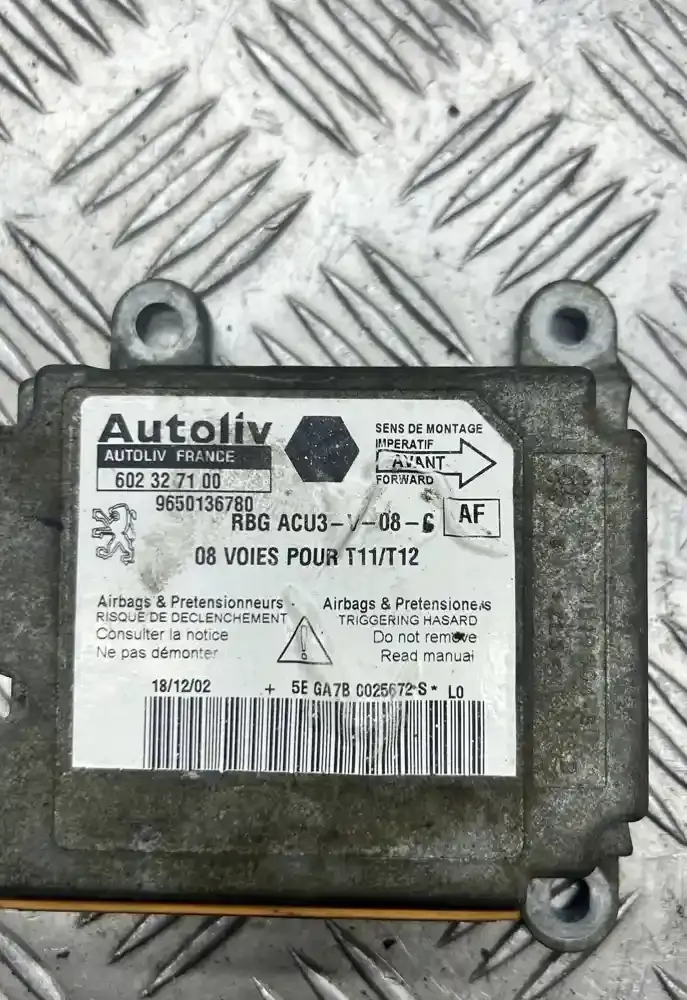 Autoliv
AUTOLIV FRANCE
602 32 71 00
9650136780
SENS DE MONTAGE
IMPERATIF
AVANT
FORWARD
RBG ACU3-V-08-C
AF
08 VOIES POUR T11/T12
Airbags & Pretensionneurs
RISQUE DE DECLENCHEMENT
Consulter la notice
Ne pas démonter
Airbags & Pretensioners
TRIGGERING HASARD
Do not remove
Read manual
18/12/02 + 5E GA7B 0025672 S* L0